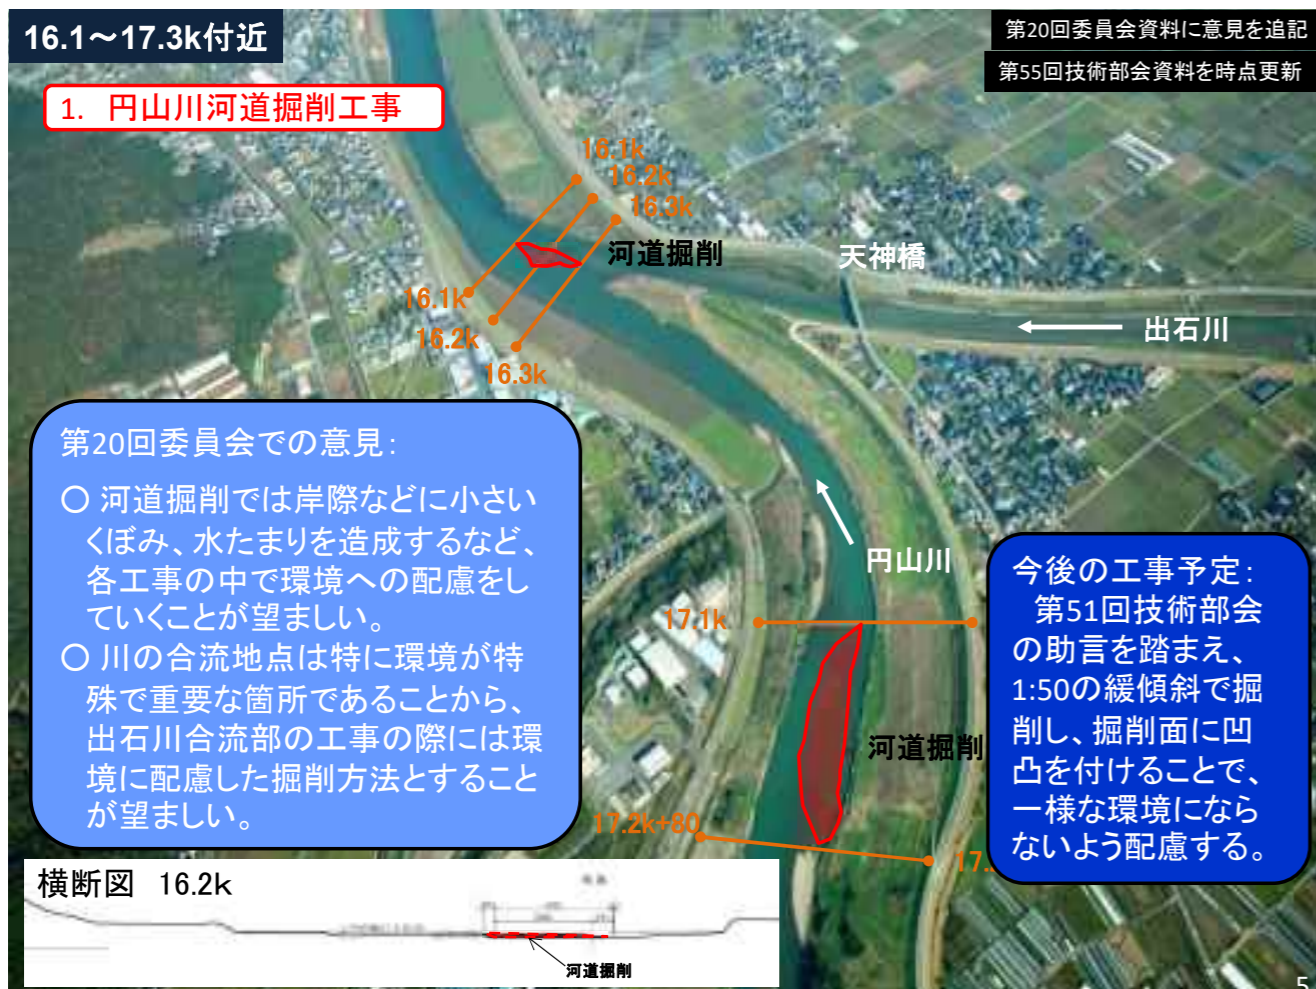 16.1～17.3k付近
第20回委員会資料に意見を追記
第55回技術部会資料を時点更新
1. 円山川河道掘削工事
16.1k
16.2k
16.3k
河道掘削
天神橋
出石川
16.1k
16.2k
16.3k
第20回委員会での意見：
○ 河道掘削では岸際などに小さい
くぼみ、水たまりを造成するなど、
各工事の中で環境への配慮をし
ていくことが望ましい。
○ 川の合流地点は特に環境が特
殊で重要な箇所であることから、
出石川合流部の工事の際には環
境に配慮した掘削方法とすること
が望ましい。
円山川
17.1k
河道掘削
17.2k+80
17.
今後の工事予定：
第51回技術部会
の助言を踏まえ、
1:50の緩傾斜で掘
削し、掘削面に凹
凸を付けることで、
一様な環境になら
ないよう配慮する。
横断図 16.2k
河道掘削
5